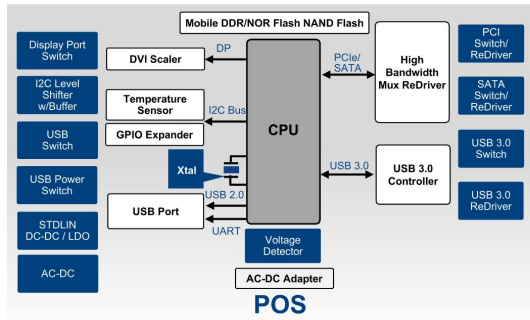 Mobile DDR/NOR Flash NAND Flash
Display Port
Switch
I2C Level
Shifter
w/Buffer
USB
Switch
USB Power
Switch
STDLIN
DC-DC / LDO
AC-DC
DVI Scaler
DP
Temperature
Sensor
I2C Bus
GPIO Expander
Xtal
USB 2.0
USB Port
UART
CPU
Voltage
Detector
AC-DC Adapter
PCIe/
SATA
High
Bandwidth
Mux ReDriver
USB 3.0
USB 3.0
Controller
PCI
Switch/
ReDriver
SATA
Switch/
ReDriver
USB 3.0
Switch
USB 3.0
ReDriver
POS